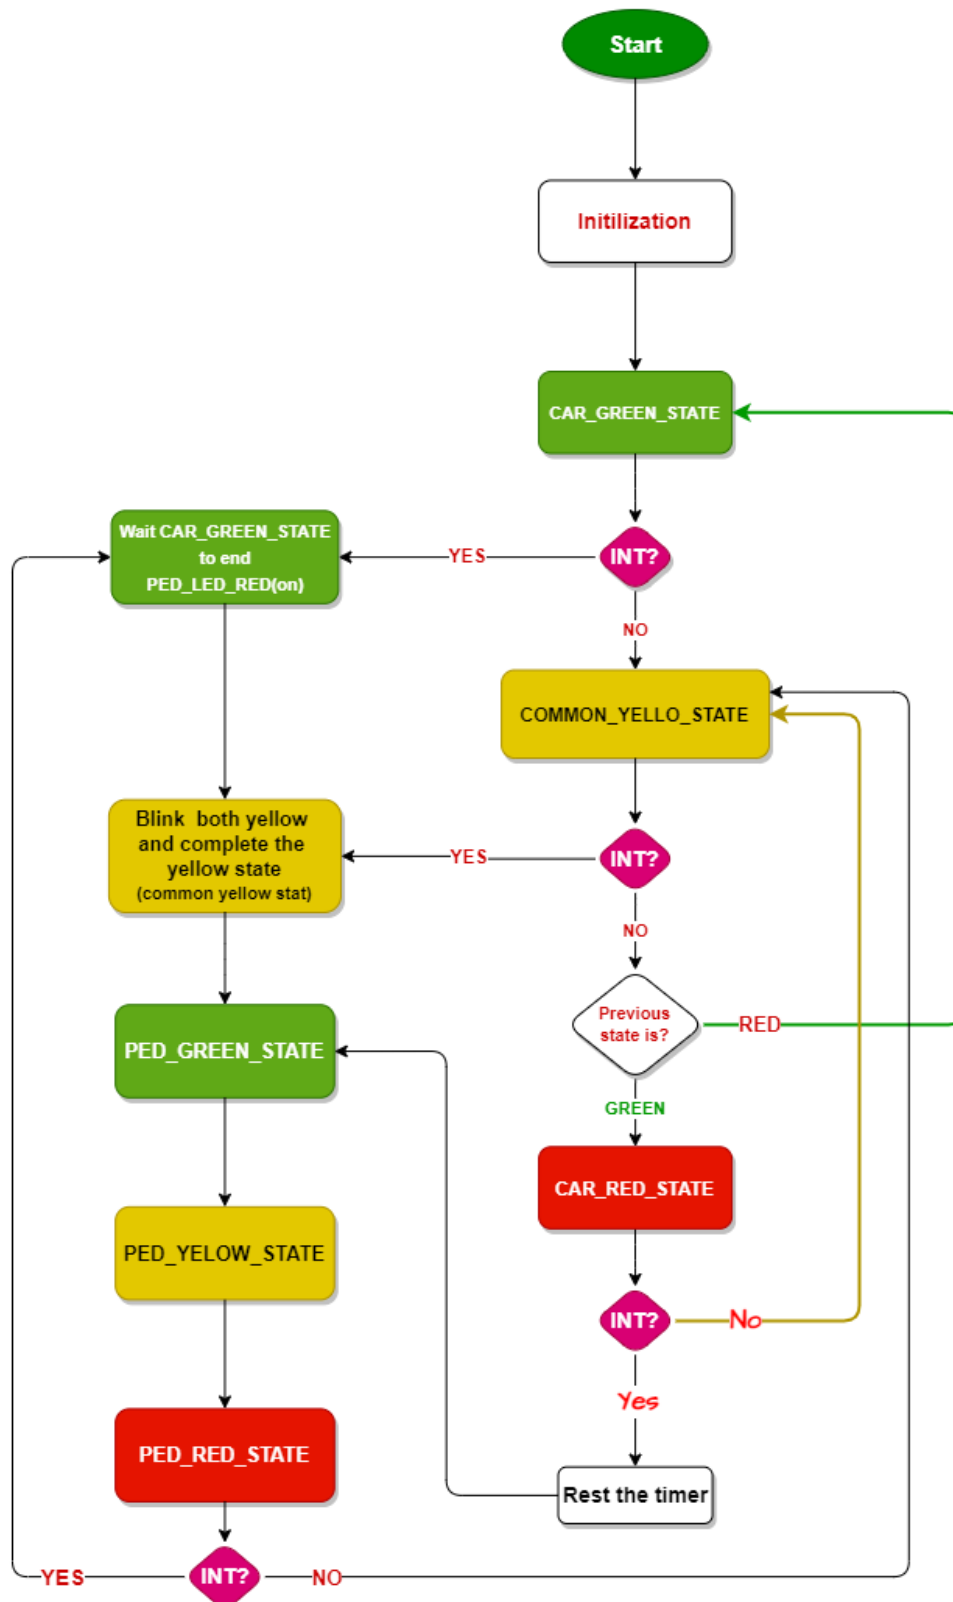 Start
Initilization
CAR_GREEN_STATE
Wait CAR_GREEN_STATE
to end
PED_LED_RED(on)
YES
INT?
NO
COMMON_YELLO_STATE
Blink both yellow
and complete the
yellow state
(common yellow stat)
YES
INT?
NO
Previous
state is?
RED
GREEN
PED_GREEN_STATE
CAR_RED_STATE
PED_YELOW_STATE
INT?
No
Yes
PED_RED_STATE
Rest the timer
YES
INT?
NO